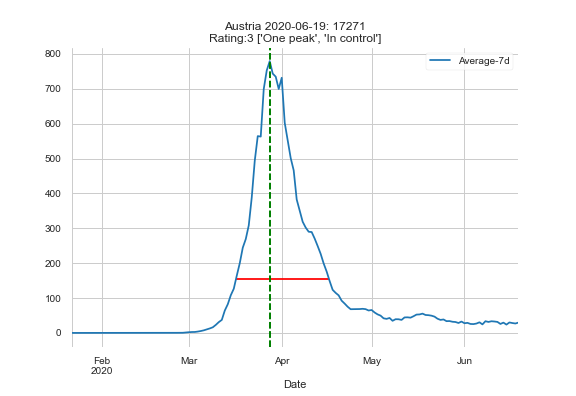 Austria 2020-06-19: 17271
Rating:3 ['One peak', 'In control']
Average-7d
800
700
600
500
400
300
200
100
0
Feb
2020
Mar
Apr
May
Jun
Date